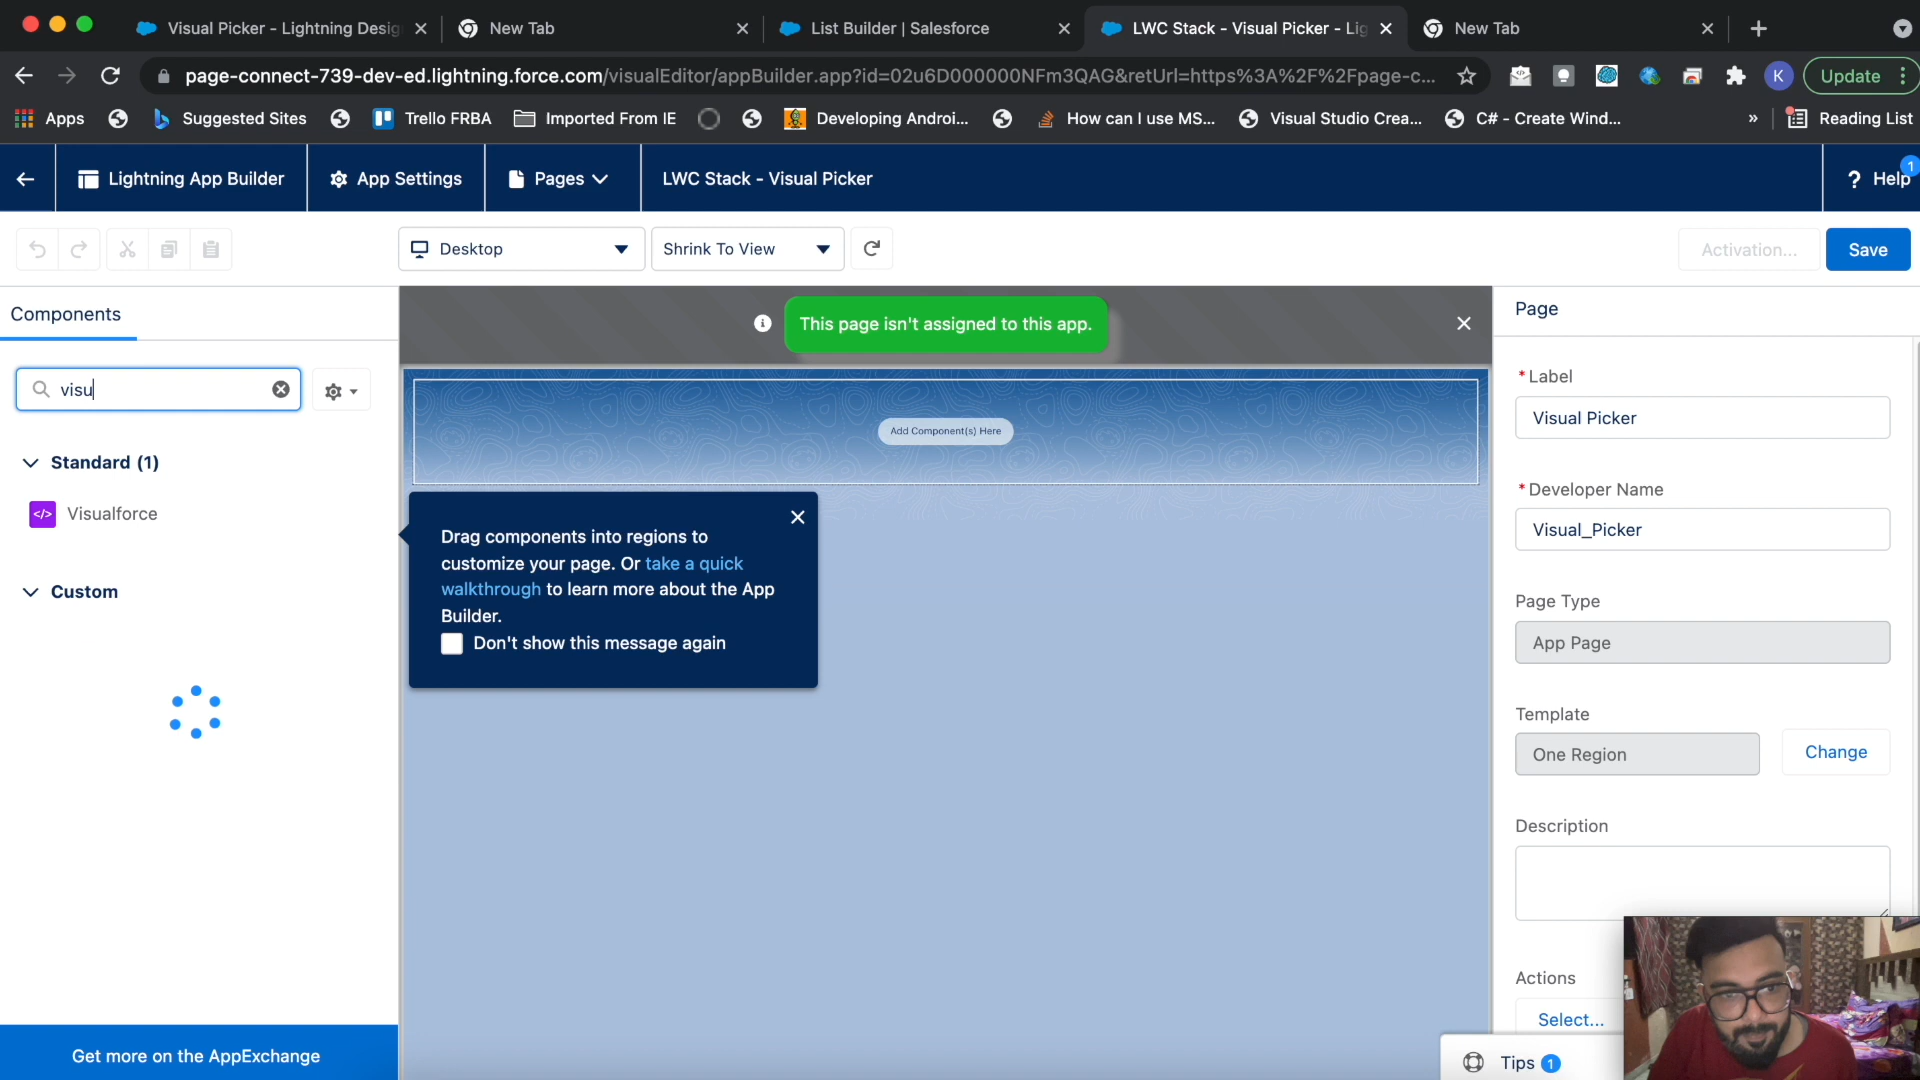 Visual Picker - Lightning Desig
New Tab
List Builder | Salesforce
LWC Stack - Visual Picker - Lig
New Tab
page-connect-739-dev-ed.lightning.force.com/visualEditor/appBuilder.app?id=02u6D000000NFm3QAG&retUrl=https%3A%2F%2Fpage-c...
K
Update
Apps
Suggested Sites
Trello FRBA
Imported From IE
Developing Androi...
How can I use MS...
Visual Studio Crea...
C# - Create Wind...
»
Reading List
Lightning App Builder
App Settings
Pages
LWC Stack - Visual Picker
? Help
1
Desktop
Shrink To View
Activation...
Save
Components
This page isn't assigned to this app.
Page
visu
*Label
Visual Picker
Add Component(s) Here
Standard (1)
Visualforce
*Developer Name
Visual_Picker
Drag components into regions to
customize your page. Or take a quick
walkthrough to learn more about the App
Builder.
Don't show this message again
Custom
Page Type
App Page
Template
One Region
Change
Description
Actions
Select...
Get more on the AppExchange
Tips 1